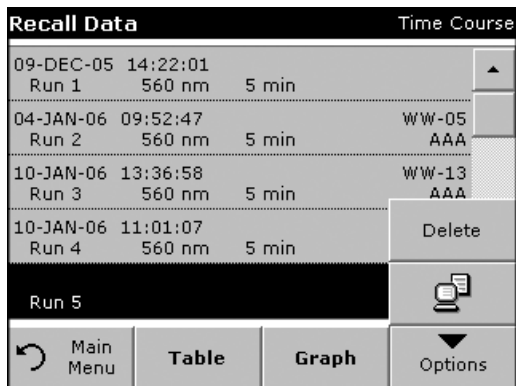 Recall Data Time Course
09-DEC-05 14:22:01
Run 1 560 nm 5 min
04-JAN-06 09:52:47 WW-05
Run 2 560 nm 5 min AAA
10-JAN-06 13:36:58 WW-13
Run 3 560 nm 5 min AAA
10-JAN-06 11:01:07
Run 4 560 nm 5 min
Delete
Run 5
Main
Menu
Table
Graph
Options